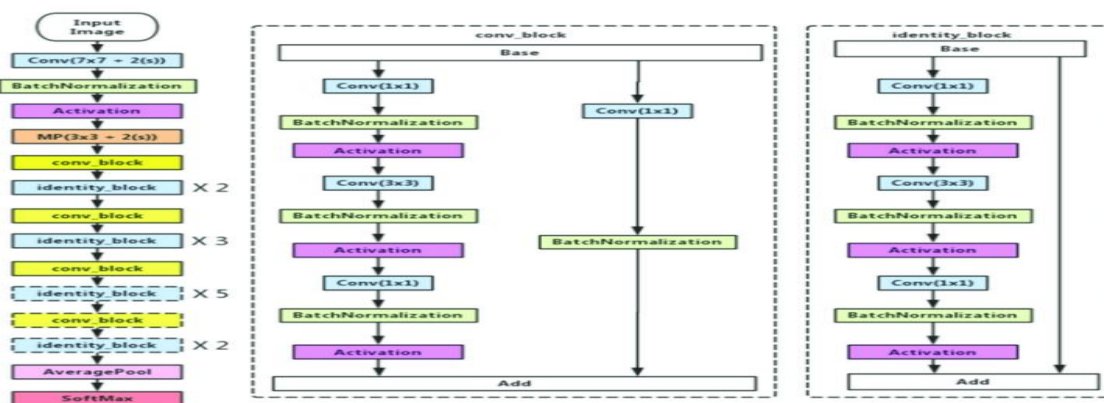 Input
Image
Conv(7x7 + 2(s))
BatchNormalization
Activation
MP(3x3 + 2(s))
conv_block
identity_block X 2
conv_block
identity_block X 3
conv_block
identity_block X 5
conv_block
identity_block X 2
AveragePool
SoftMax
conv_block
Base
Conv(1x1)
BatchNormalization
Activation
Conv(3x3)
BatchNormalization
Activation
Conv(1x1)
BatchNormalization
Activation
Conv(1x1)
BatchNormalization
Add
identity_block
Base
Conv(1x1)
BatchNormalization
Activation
Conv(3x3)
BatchNormalization
Activation
Conv(1x1)
BatchNormalization
Activation
Add